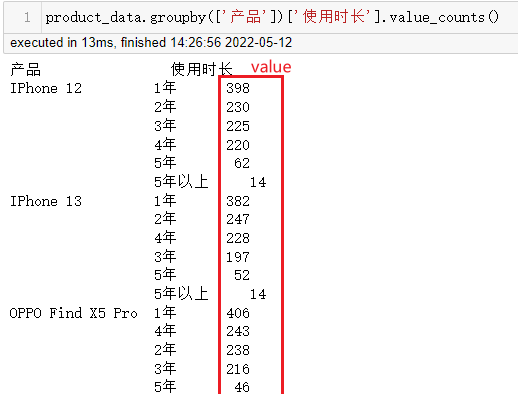 1 product_data.groupby(['产品'])['使用时长'].value_counts()
executed in 13ms, finished 14:26:56 2022-05-12
产品 使用时长 value
IPhone 12 1年 398
2年 230
3年 225
4年 220
5年 62
5年以上 14
IPhone 13 1年 382
2年 247
4年 228
3年 197
5年 52
5年以上 14
OPPO Find X5 Pro 1年 406
4年 243
2年 238
3年 216
5年 46